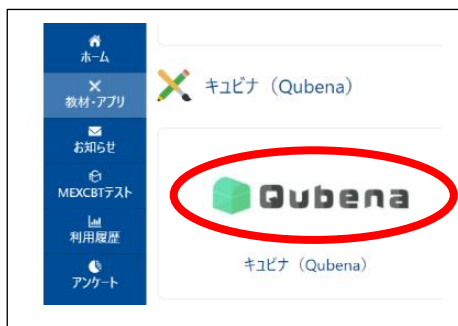 ホーム
教材・アプリ
お知らせ
MEXCBTテスト
利用履歴
アンケート
キュビナ（Qubena）
Qubena
キュビナ（Qubena）